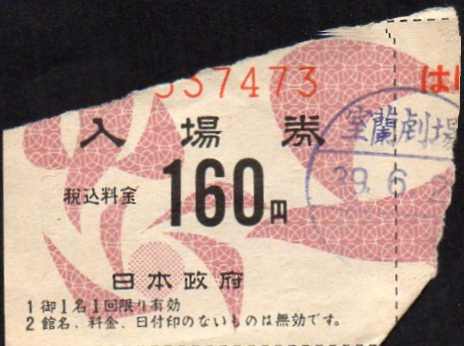 537473
は
入場券
室蘭劇場
39.6.
税込料金 160円
日本政府
1 御1名1回限り有効
2 館名、料金、日付印のないものは無効です。